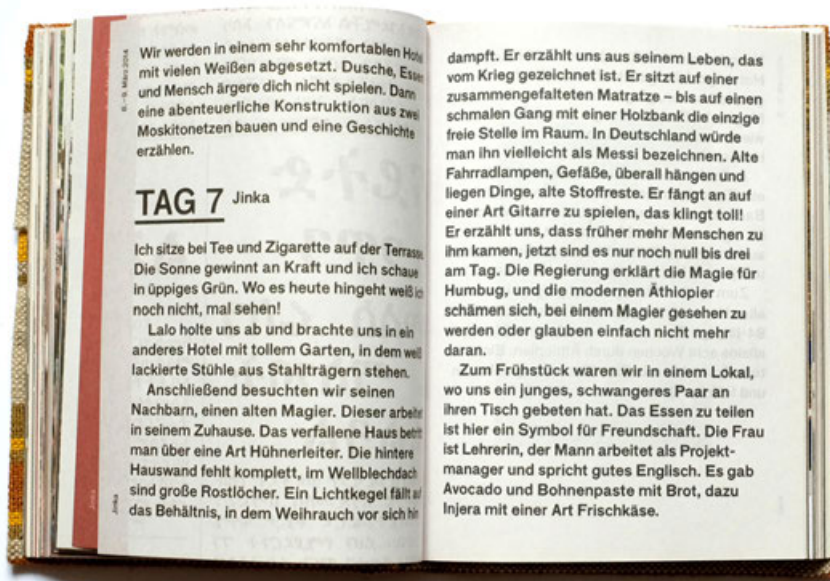 8. – 9. März 2014
Wir werden in einem sehr komfortablen Hotel
mit vielen Weißen abgesetzt. Dusche, Essen
und Mensch ärgere dich nicht spielen. Dann
eine abenteuerliche Konstruktion aus zwei
Moskitonetzen bauen und eine Geschichte
erzählen.
TAG 7 Jinka
Ich sitze bei Tee und Zigarette auf der Terrasse.
Die Sonne gewinnt an Kraft und ich schaue
in üppiges Grün. Wo es heute hingeht weiß ich
noch nicht, mal sehen!
Lalo holte uns ab und brachte uns in ein
anderes Hotel mit tollem Garten, in dem weiß
lackierte Stühle aus Stahlträgern stehen.
Anschließend besuchten wir seinen
Nachbarn, einen alten Magier. Dieser arbeitet
in seinem Zuhause. Das verfallene Haus betritt
man über eine Art Hühnerleiter. Die hintere
Hauswand fehlt komplett, im Wellblechdach
sind große Rostlöcher. Ein Lichtkegel fällt auf
das Behältnis, in dem Weihrauch vor sich hin
Jinka
Jinka
dampft. Er erzählt uns aus seinem Leben, das
vom Krieg gezeichnet ist. Er sitzt auf einer
zusammengefalteten Matratze – bis auf einen
schmalen Gang mit einer Holzbank die einzige
freie Stelle im Raum. In Deutschland würde
man ihn vielleicht als Messi bezeichnen. Alte
Fahrradlampen, Gefäße, überall hängen und
liegen Dinge, alte Stoffreste. Er fängt an auf
einer Art Gitarre zu spielen, das klingt toll!
Er erzählt uns, dass früher mehr Menschen zu
ihm kamen, jetzt sind es nur noch null bis drei
am Tag. Die Regierung erklärt die Magie für
Humbug, und die modernen Äthiopier
schämen sich, bei einem Magier gesehen zu
werden oder glauben einfach nicht mehr
daran.
Zum Frühstück waren wir in einem Lokal,
wo uns ein junges, schwangeres Paar an
ihren Tisch gebeten hat. Das Essen zu teilen
ist hier ein Symbol für Freundschaft. Die Frau
ist Lehrerin, der Mann arbeitet als Projekt-
manager und spricht gutes Englisch. Es gab
Avocado und Bohnenpaste mit Brot, dazu
Injera mit einer Art Frischkäse.